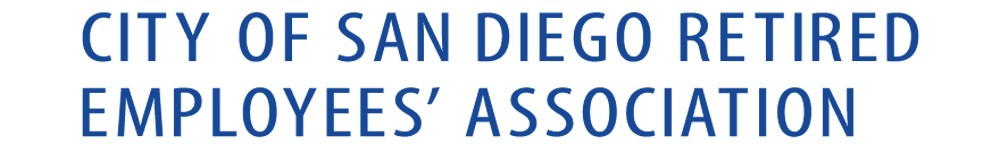 CITY OF SAN DIEGO RETIRED
EMPLOYEES’ ASSOCIATION